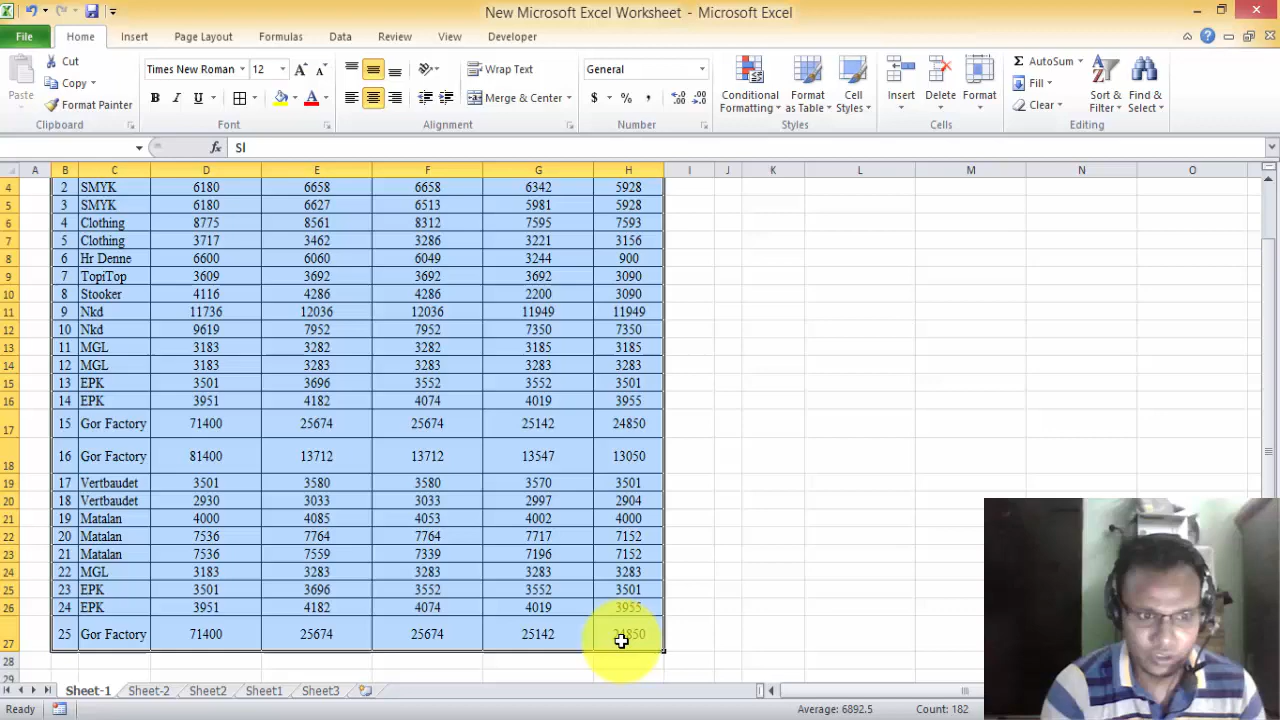 New Microsoft Excel Worksheet - Microsoft Excel
File Home Insert Page Layout Formulas Data Review View Developer
Cut
Copy
Format Painter
Paste
Clipboard
Times New Roman 12
B I U
Font
Wrap Text
Merge & Center
Alignment
General
$ % ,
Number
Conditional Formatting
Format as Table
Cell Styles
Styles
Insert Delete Format
Cells
Σ AutoSum
Fill
Clear
Sort & Filter
Find & Select
Editing
fx Sl
A B C D E F G H I J K L M N O
4 2 SMYK 6180 6658 6658 6342 5928
5 3 SMYK 6180 6627 6513 5981 5928
6 4 Clothing 8775 8561 8312 7595 7593
7 5 Clothing 3717 3462 3286 3221 3156
8 6 Hr Denne 6600 6060 6049 3244 900
9 7 TopiTop 3609 3692 3692 3692 3090
10 8 Stooker 4116 4286 4286 2200 3090
11 9 Nkd 11736 12036 12036 11949 11949
12 10 Nkd 9619 7952 7952 7350 7350
13 11 MGL 3183 3282 3282 3185 3185
14 12 MGL 3183 3283 3283 3283 3283
15 13 EPK 3501 3696 3552 3552 3501
16 14 EPK 3951 4182 4074 4019 3955
17 15 Gor Factory 71400 25674 25674 25142 24850
18 16 Gor Factory 81400 13712 13712 13547 13050
19 17 Vertbaudet 3501 3580 3580 3570 3501
20 18 Vertbaudet 2930 3033 3033 2997 2904
21 19 Matalan 4000 4085 4053 4002 4000
22 20 Matalan 7536 7764 7764 7717 7152
23 21 Matalan 7536 7559 7339 7196 7152
24 22 MGL 3183 3283 3283 3283 3283
25 23 EPK 3501 3696 3552 3552 3501
26 24 EPK 3951 4182 4074 4019 3955
27 25 Gor Factory 71400 25674 25674 25142 24850
28
29
Sheet-1 Sheet-2 Sheet2 Sheet1 Sheet3
Ready Average: 6892.5 Count: 182